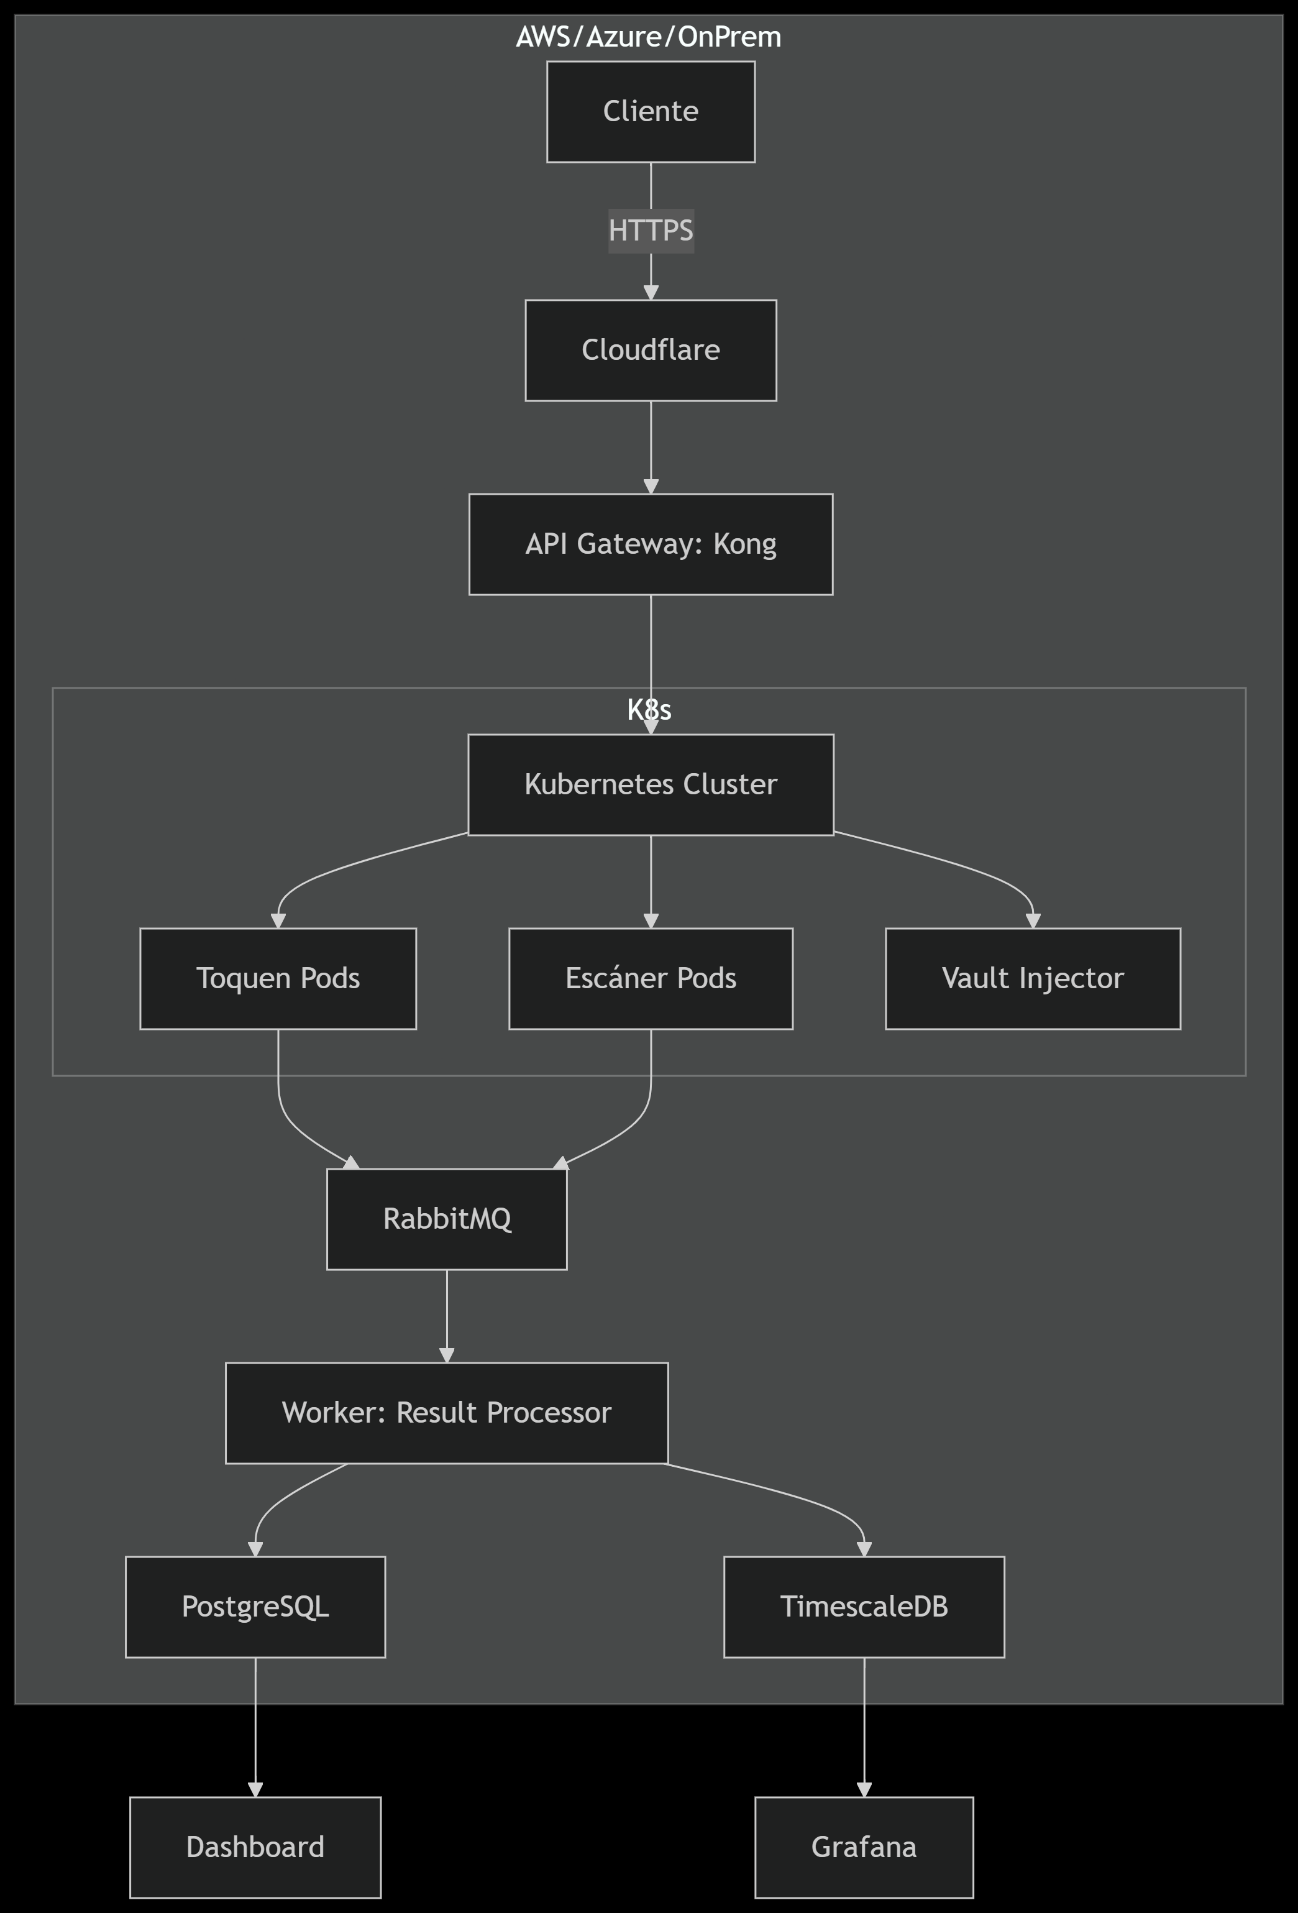 AWS/Azure/OnPrem
Cliente
HTTPS
Cloudflare
API Gateway: Kong
K8s
Kubernetes Cluster
Toquen Pods
Escáner Pods
Vault Injector
RabbitMQ
Worker: Result Processor
PostgreSQL
TimescaleDB
Dashboard
Grafana